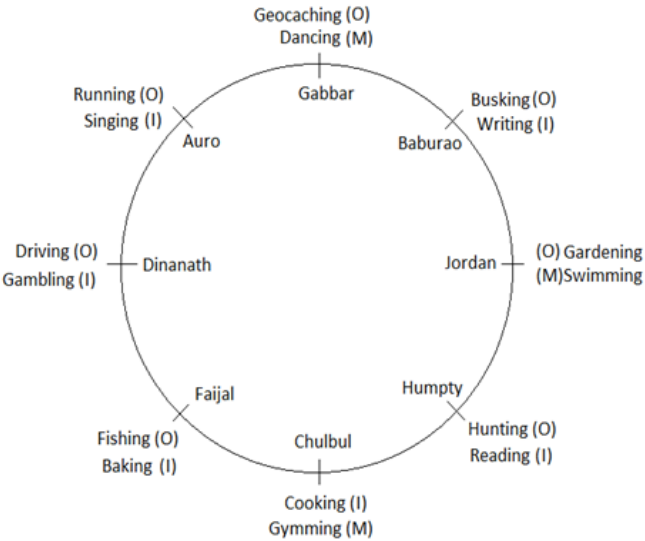 Geocaching (O)
Dancing (M)
Gabbar
Running (O)
Singing (I)
Auro
Busking (O)
Writing (I)
Baburao
Driving (O)
Gambling (I)
Dinanath
Jordan
(O) Gardening
(M)Swimming
Faijal
Fishing (O)
Baking (I)
Humpty
Hunting (O)
Reading (I)
Chulbul
Cooking (I)
Gymming (M)